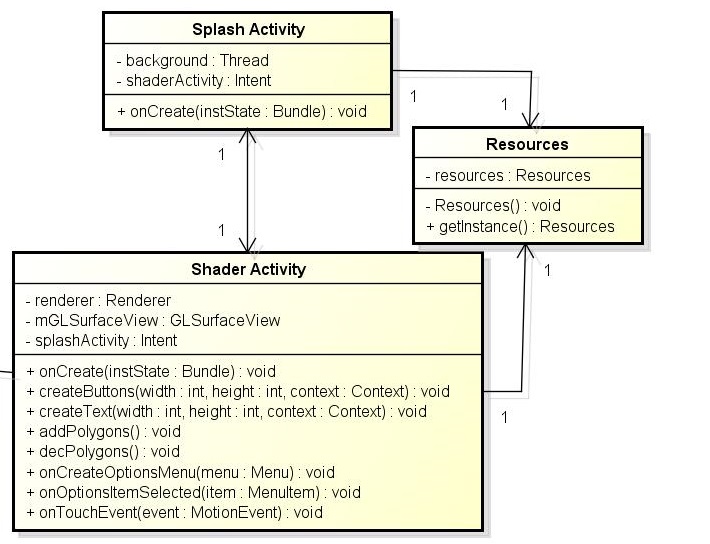 Splash Activity
- background : Thread
- shaderActivity : Intent
+ onCreate(instState : Bundle) : void
1
1
Resources
- resources : Resources
- Resources() : void
+ getInstance() : Resources
1
1
1
1
Shader Activity
- renderer : Renderer
- mGLSurfaceView : GLSurfaceView
- splashActivity : Intent
+ onCreate(instState : Bundle) : void
+ createButtons(width : int, height : int, context : Context) : void
+ createText(width : int, height : int, context : Context) : void
+ addPolygons() : void
+ decPolygons() : void
+ onCreateOptionsMenu(menu : Menu) : void
+ onOptionsItemSelected(item : MenuItem) : void
+ onTouchEvent(event : MotionEvent) : void